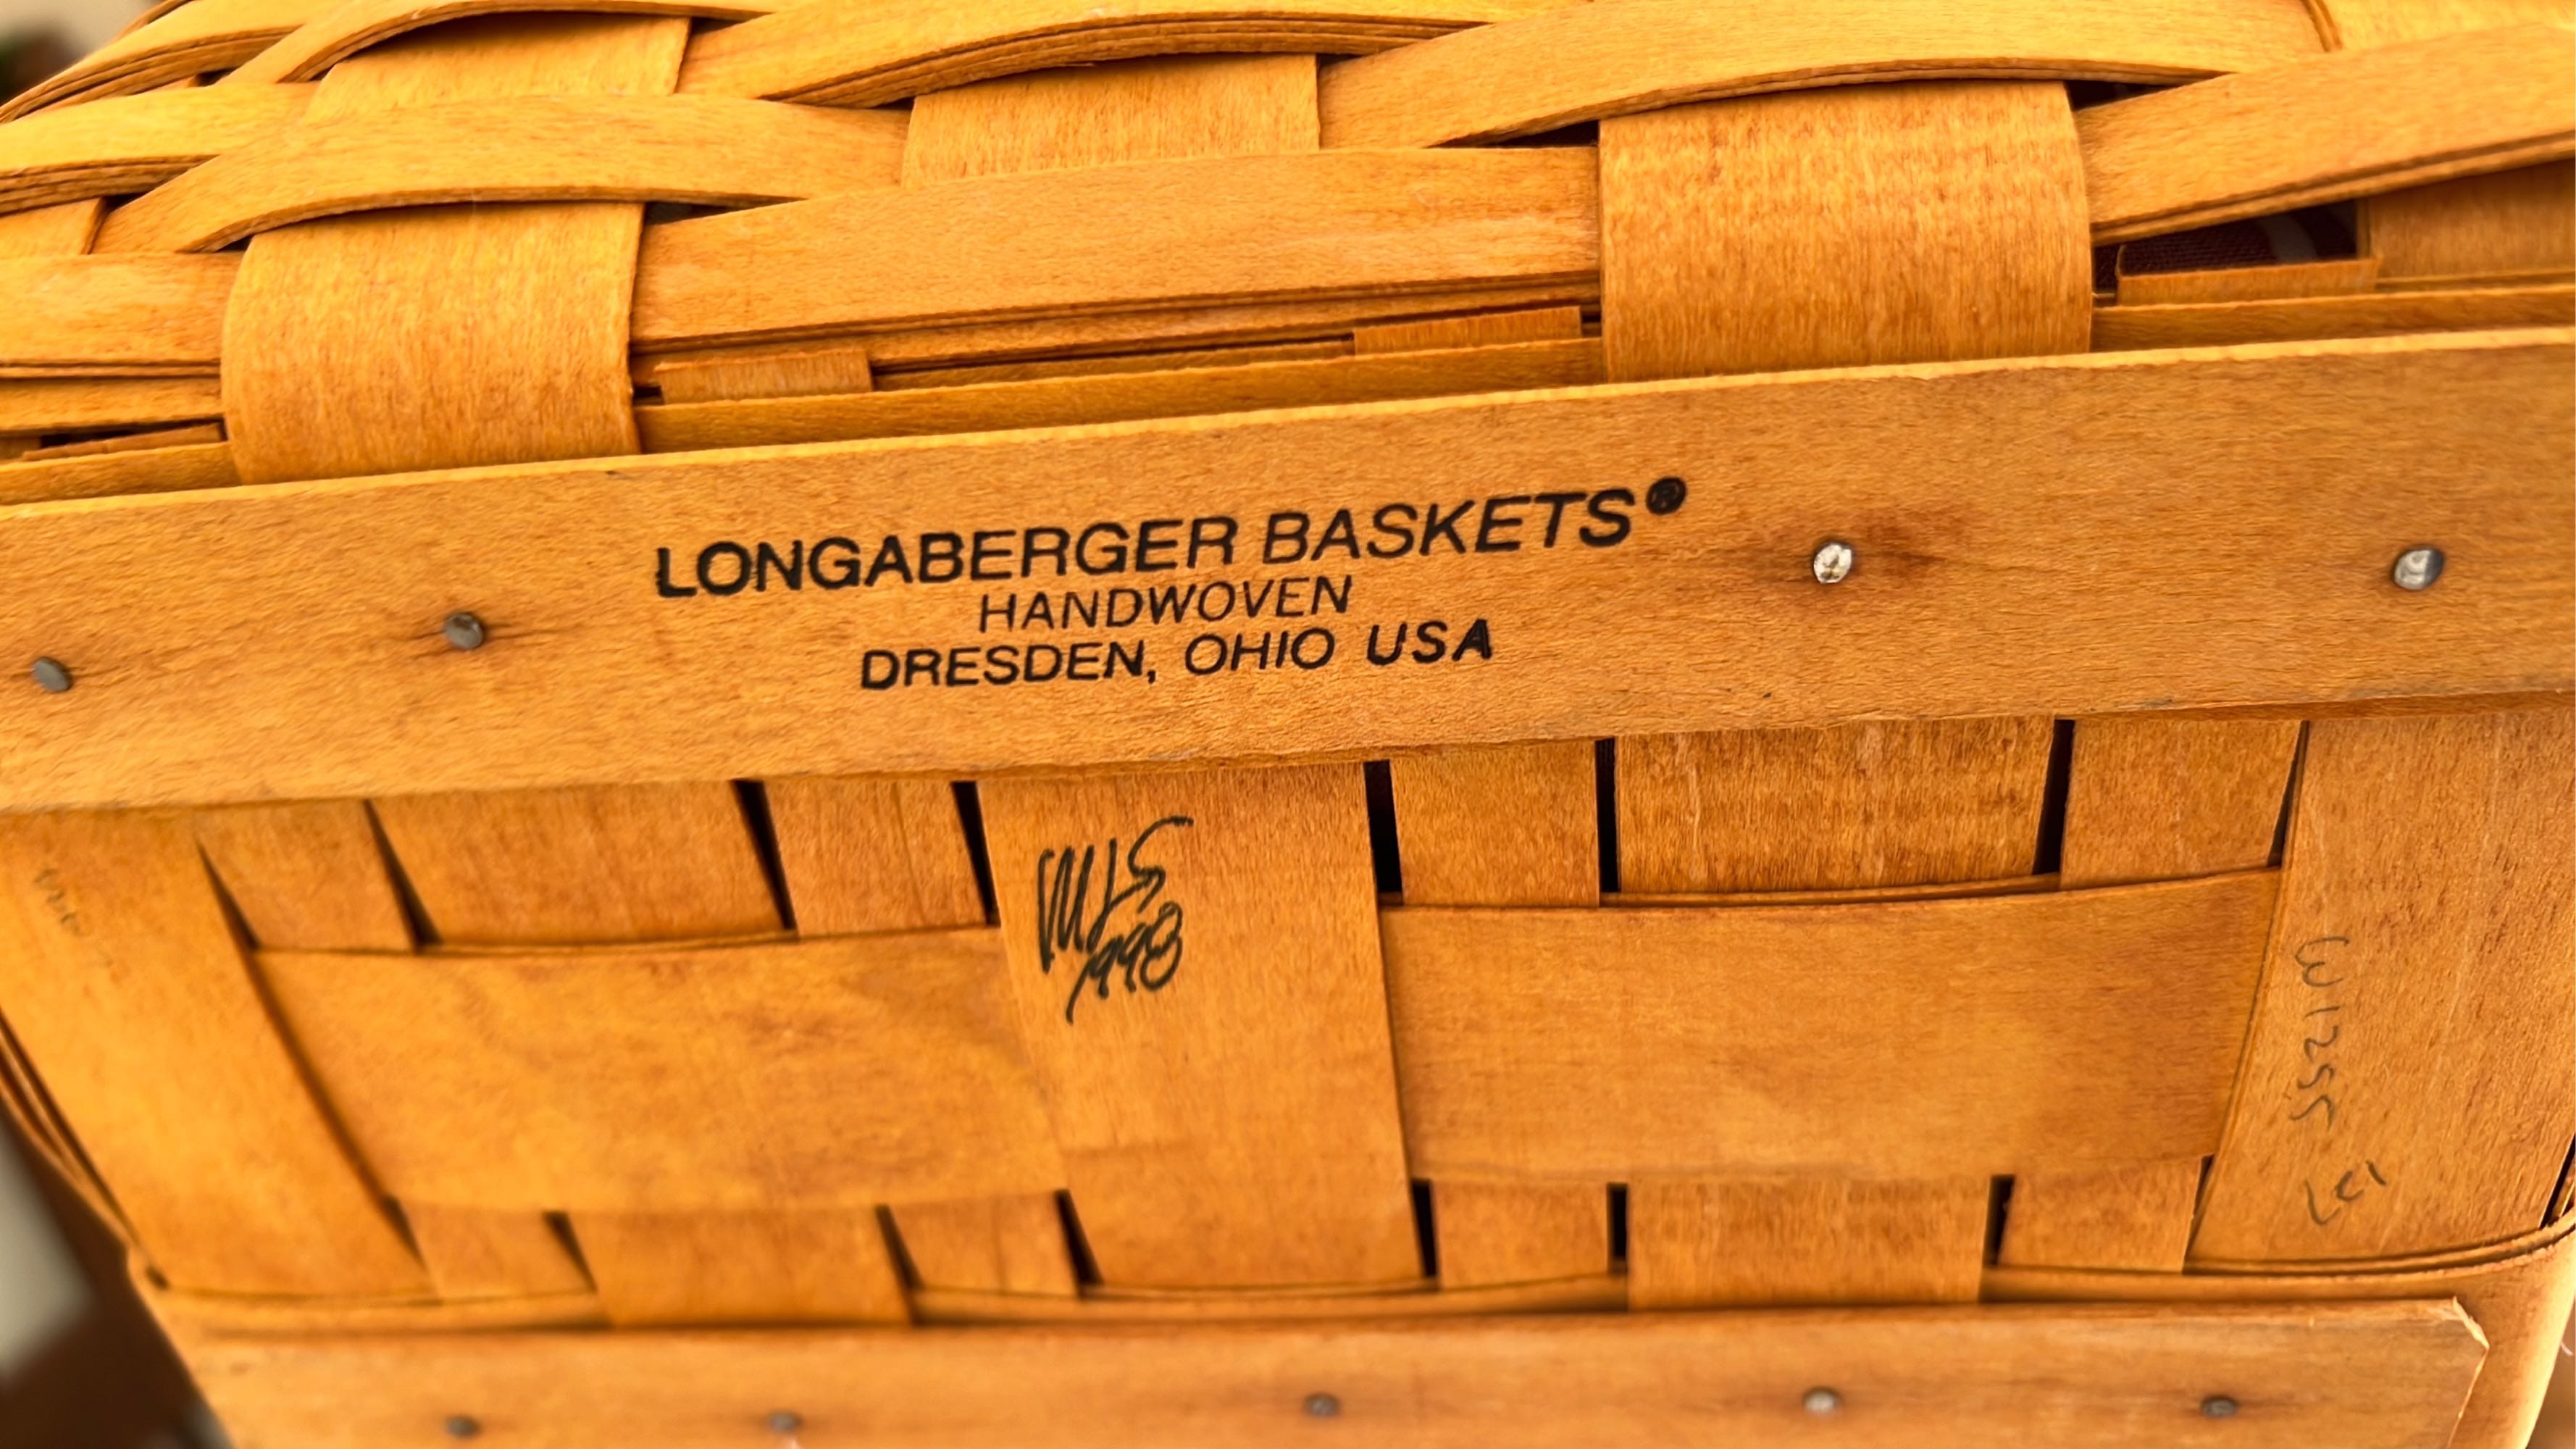 LONGABERGER BASKETS®
HANDWOVEN
DRESDEN, OHIO USA
1998